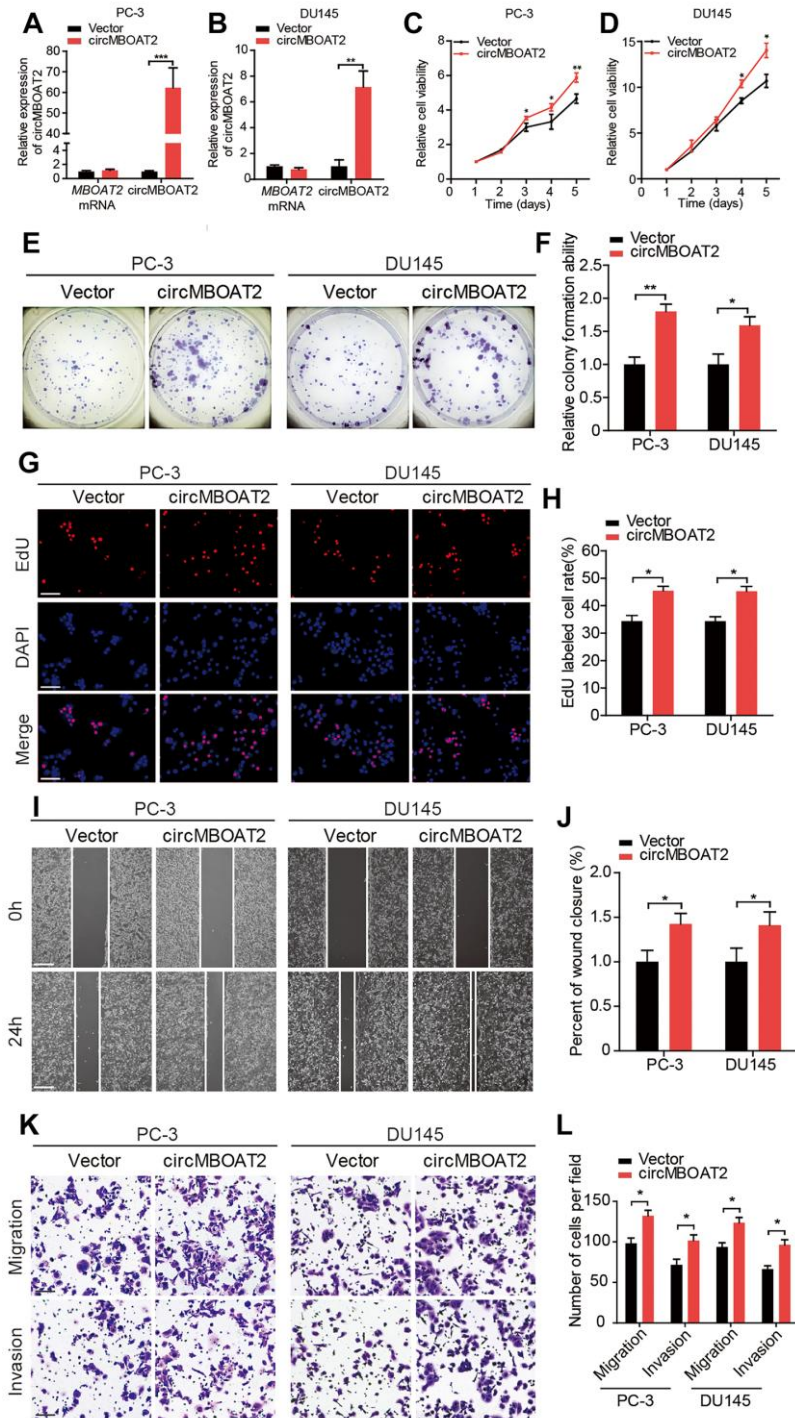 A
PC-3
Vector
circMBOAT2
Relative expression
of circMBOAT2
100
80
70
60
50
40
30
2
1
0
***
MBOAT2
mRNA
circMBOAT2
B
DU145
Vector
circMBOAT2
Relative expression
of circMBOAT2
10
8
6
4
2
0
**
MBOAT2
mRNA
circMBOAT2
C
PC-3
Vector
circMBOAT2
Relative cell viability
8
6
4
2
0
* * **
0 1 2 3 4 5
Time (days)
D
DU145
Vector
circMBOAT2
Relative cell viability
15
10
5
0
* *
0 1 2 3 4 5
Time (days)
E
PC-3 DU145
Vector circMBOAT2 Vector circMBOAT2
F
Vector
circMBOAT2
Relative colony formation ability
2.5
2.0
1.5
1.0
0.5
0
** *
PC-3 DU145
G
PC-3 DU145
Vector circMBOAT2 Vector circMBOAT2
EdU
DAPI
Merge
H
Vector
circMBOAT2
EdU labeled cell rate(%)
60
50
40
30
20
10
0
* *
PC-3 DU145
I
PC-3 DU145
Vector circMBOAT2 Vector circMBOAT2
0h
24h
J
Vector
circMBOAT2
Percent of wound closure (%)
2.0
1.5
1.0
0.5
0.0
* *
PC-3 DU145
K
PC-3 DU145
Vector circMBOAT2 Vector circMBOAT2
Migration
Invasion
L
Vector
circMBOAT2
Number of cells per field
150
100
50
0
* * * *
Migration Invasion Migration Invasion
PC-3 DU145